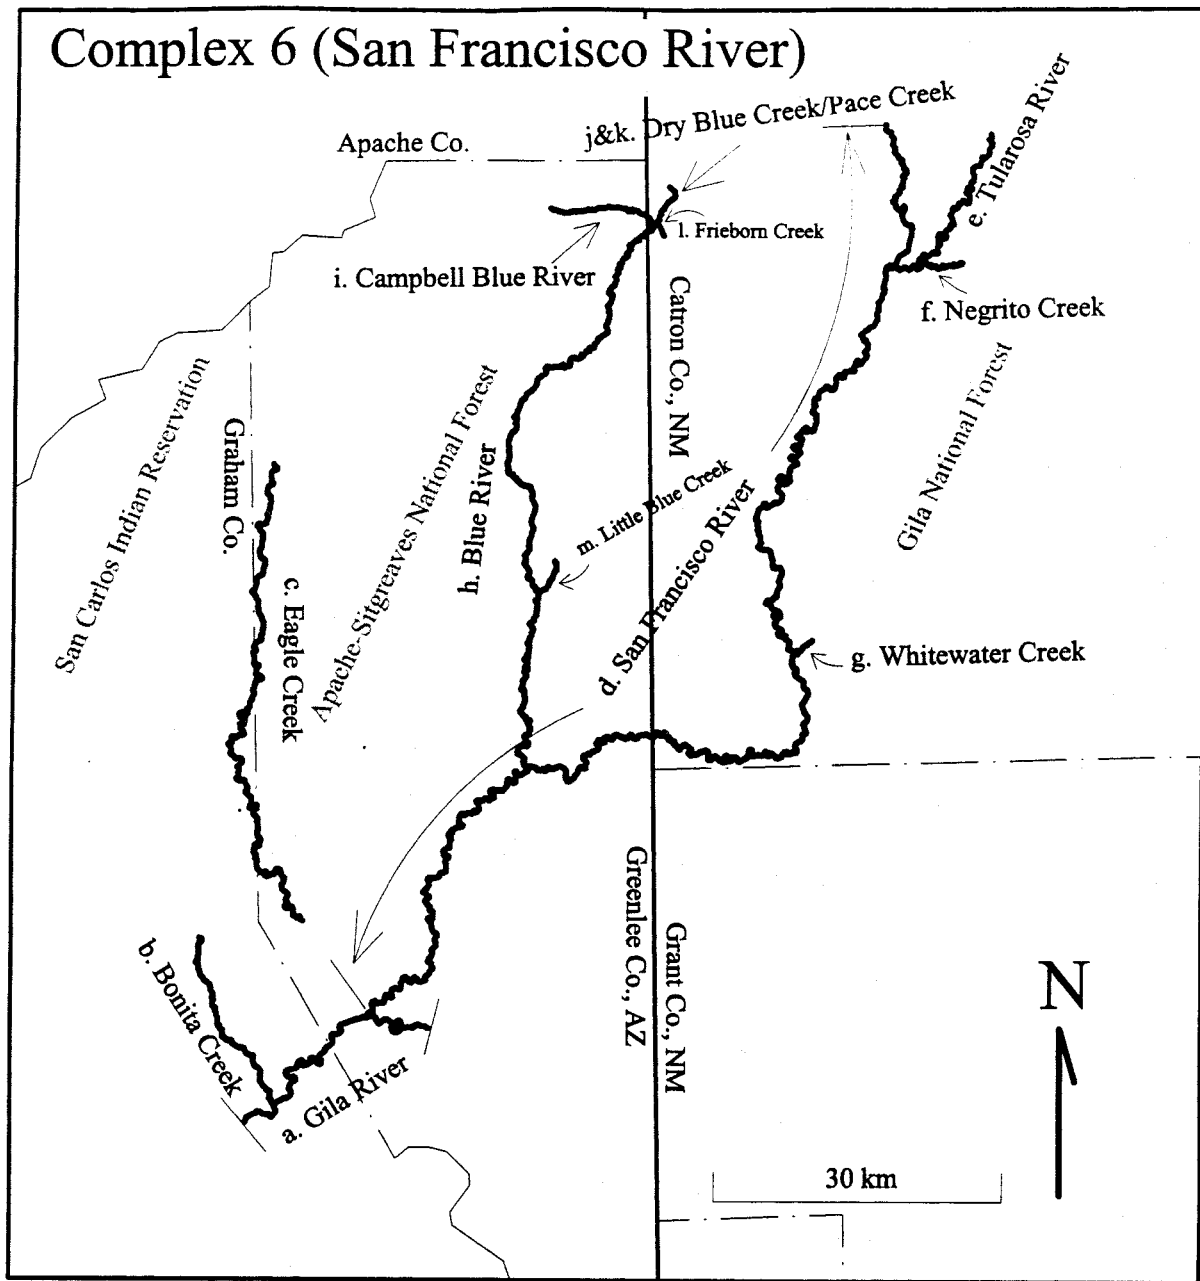 Complex 6 (San Francisco River)
Apache Co.
j&k. Dry Blue Creek/Pace Creek
e. Tularosa River
l. Frieborn Creek
i. Campbell Blue River
f. Negrito Creek
Catron Co., NM
San Carlos Indian Reservation
Graham Co.
Apache-Sitgreaves National Forest
h. Blue River
m. Little Blue Creek
Gila National Forest
c. Eagle Creek
d. San Francisco River
g. Whitewater Creek
Greenlee Co., AZ
Grant Co., NM
b. Bonita Creek
a. Gila River
N
30 km